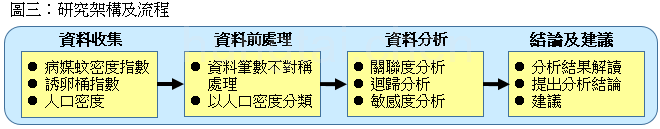 圖三：研究架構及流程
資料收集
● 病媒蚊密度指數
● 誘卵桶指數
● 人口密度
資料前處理
● 資料筆數不對稱
處理
● 以人口密度分類
資料分析
● 關聯度分析
● 迴歸分析
● 敏感度分析
結論及建議
● 分析結果解讀
● 提出分析結論
● 建議